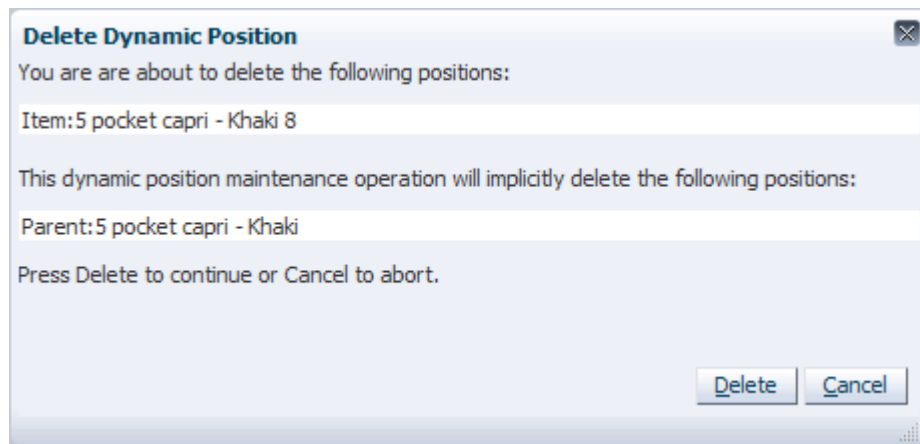 Delete Dynamic Position
You are are about to delete the following positions:
Item:5 pocket capri - Khaki 8
This dynamic position maintenance operation will implicitly delete the following positions:
Parent:5 pocket capri - Khaki
Press Delete to continue or Cancel to abort.
Delete Cancel